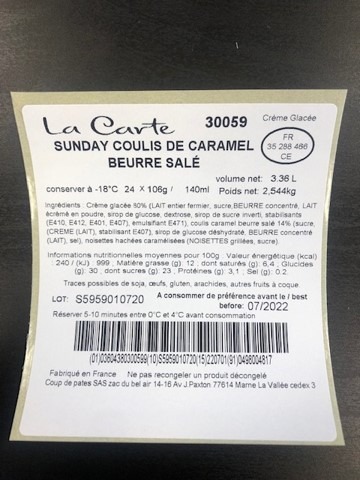 La Carte 30059 Crème Glacée
SUNDAY COULIS DE CARAMEL
BEURRE SALÉ
FR
35 288 466
CE
volume net: 3.36 L
conserver à -18°C 24 X 106g / 140ml Poids net: 2,544kg
Ingrédients : Crème glacée 80% (LAIT entier fermier, sucre,BEURRE concentré, LAIT
écrémé en poudre, sirop de glucose, dextrose, sirop de sucre inverti, stabilisants
(E410, E412, E401, E407), émulsifiant E471), coulis caramel beurre salé 14% (sucre,
(CREME (LAIT), stabilisant E407), sirop de glucose déshydraté, BEURRE concentré
(LAIT), sel), noisettes hachées caramélisées (NOISETTES grillées, sucre).
Informations nutritionnelles moyennes pour 100g : Valeur énergétique (kcal)
: 240 / (kJ) : 999 ; Matière grasse (g) : 12 , dont saturés (g) : 6,4 ; Glucides
(g) : 30 , dont sucres (g) : 23 ; Protéines (g) : 3,1 ; Sel (g) : 0.2.
Traces possibles de soja, œufs, gluten, arachides, autres fruits à coque
LOT: S5959010720 A consommer de préférence avant le / best
before: 07/2022
Réserver 5-10 minutes entre 0°C et 4°C avant consommation
(01)03604380300599(10)S5959010720(15)220701(91)0498004817
Fabriqué en France Ne pas recongeler un produit décongelé
Coup de pates SAS zac du bel air 14-16 Av J.Paxton 77614 Marne La Vallée cedex 3